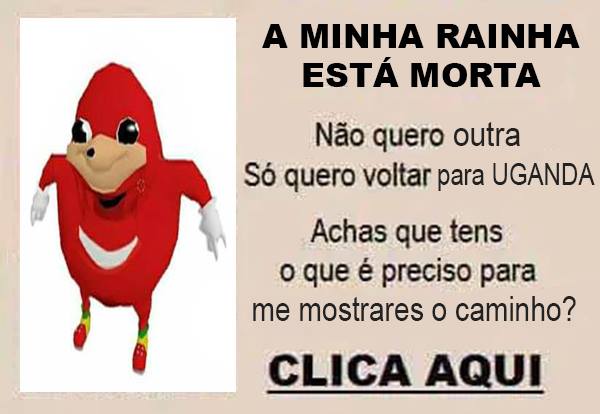 A MINHA RAINHA
ESTÁ MORTA
Não quero outra
Só quero voltar para UGANDA
Achas que tens
o que é preciso para
me mostrares o caminho?
CLICA AQUI